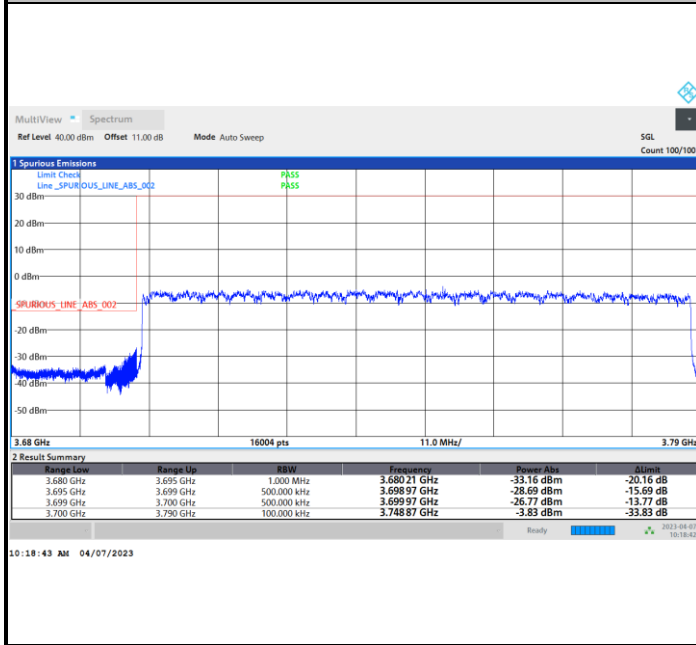 MultiView Spectrum
Ref Level 40.00 dBm Offset 11.00 dB Mode Auto Sweep SGL
Count 100/100
1 Spurious Emissions
Limit Check PASS
Line _SPURIOUS_LINE_ABS_002 PASS
30 dBm
20 dBm
10 dBm
0 dBm
SPURIOUS_LINE_ABS_002
-20 dBm
-30 dBm
-40 dBm
-50 dBm
3.68 GHz 16004 pts 11.0 MHz/ 3.79 GHz
2 Result Summary
Range Low Range Up RBW Frequency Power Abs ΔLimit
3.680 GHz 3.695 GHz 1.000 MHz 3.680 21 GHz -33.16 dBm -20.16 dB
3.695 GHz 3.699 GHz 500.000 kHz 3.698 97 GHz -28.69 dBm -15.69 dB
3.699 GHz 3.700 GHz 500.000 kHz 3.699 97 GHz -26.77 dBm -13.77 dB
3.700 GHz 3.790 GHz 100.000 kHz 3.748 87 GHz -3.83 dBm -33.83 dB
Ready 2023-04-07
10:18:42
10:18:43 AM 04/07/2023